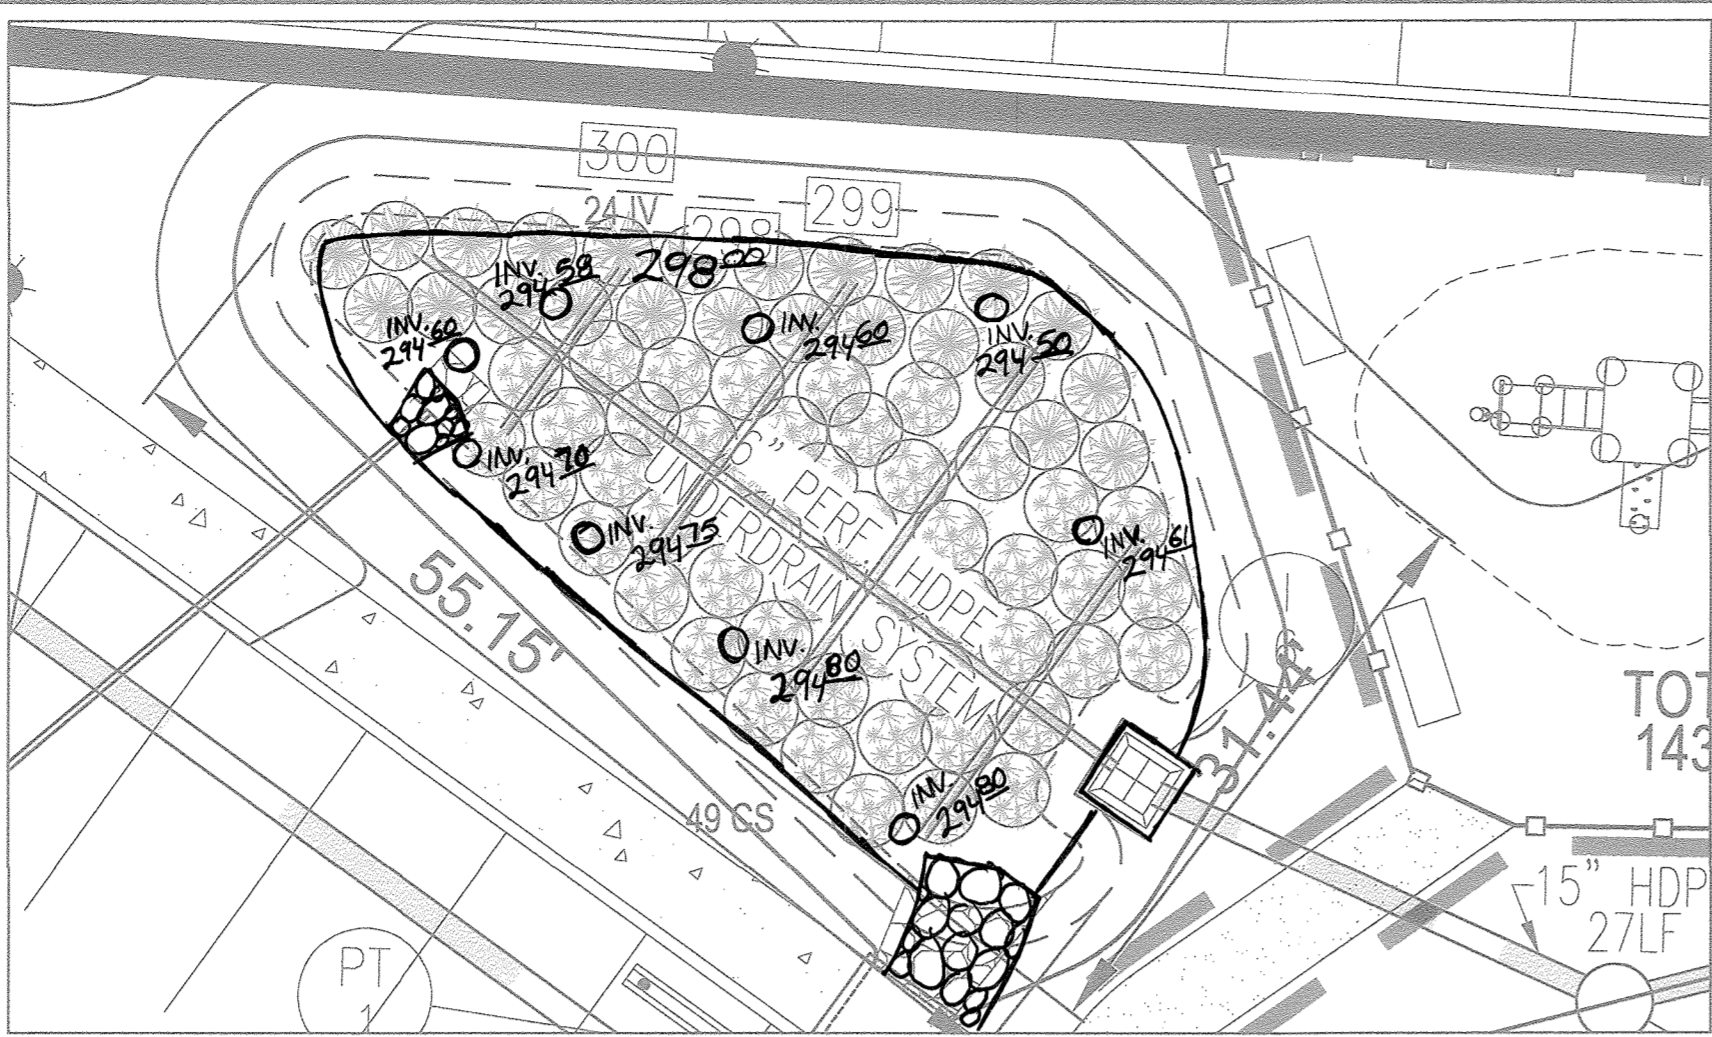 300
299
24 IV
298
INV.
294 58
298 00
INV.
294 60
INV.
294 60
INV.
294 50
INV.
294 70
6" PERF. HDPE
UNDERDRAIN SYSTEM
INV.
294 75
INV.
294 61
55.15'
INV.
294 80
31.44'
TOT
143
INV.
294 80
49 CS
15" HDP
27LF
PT
1